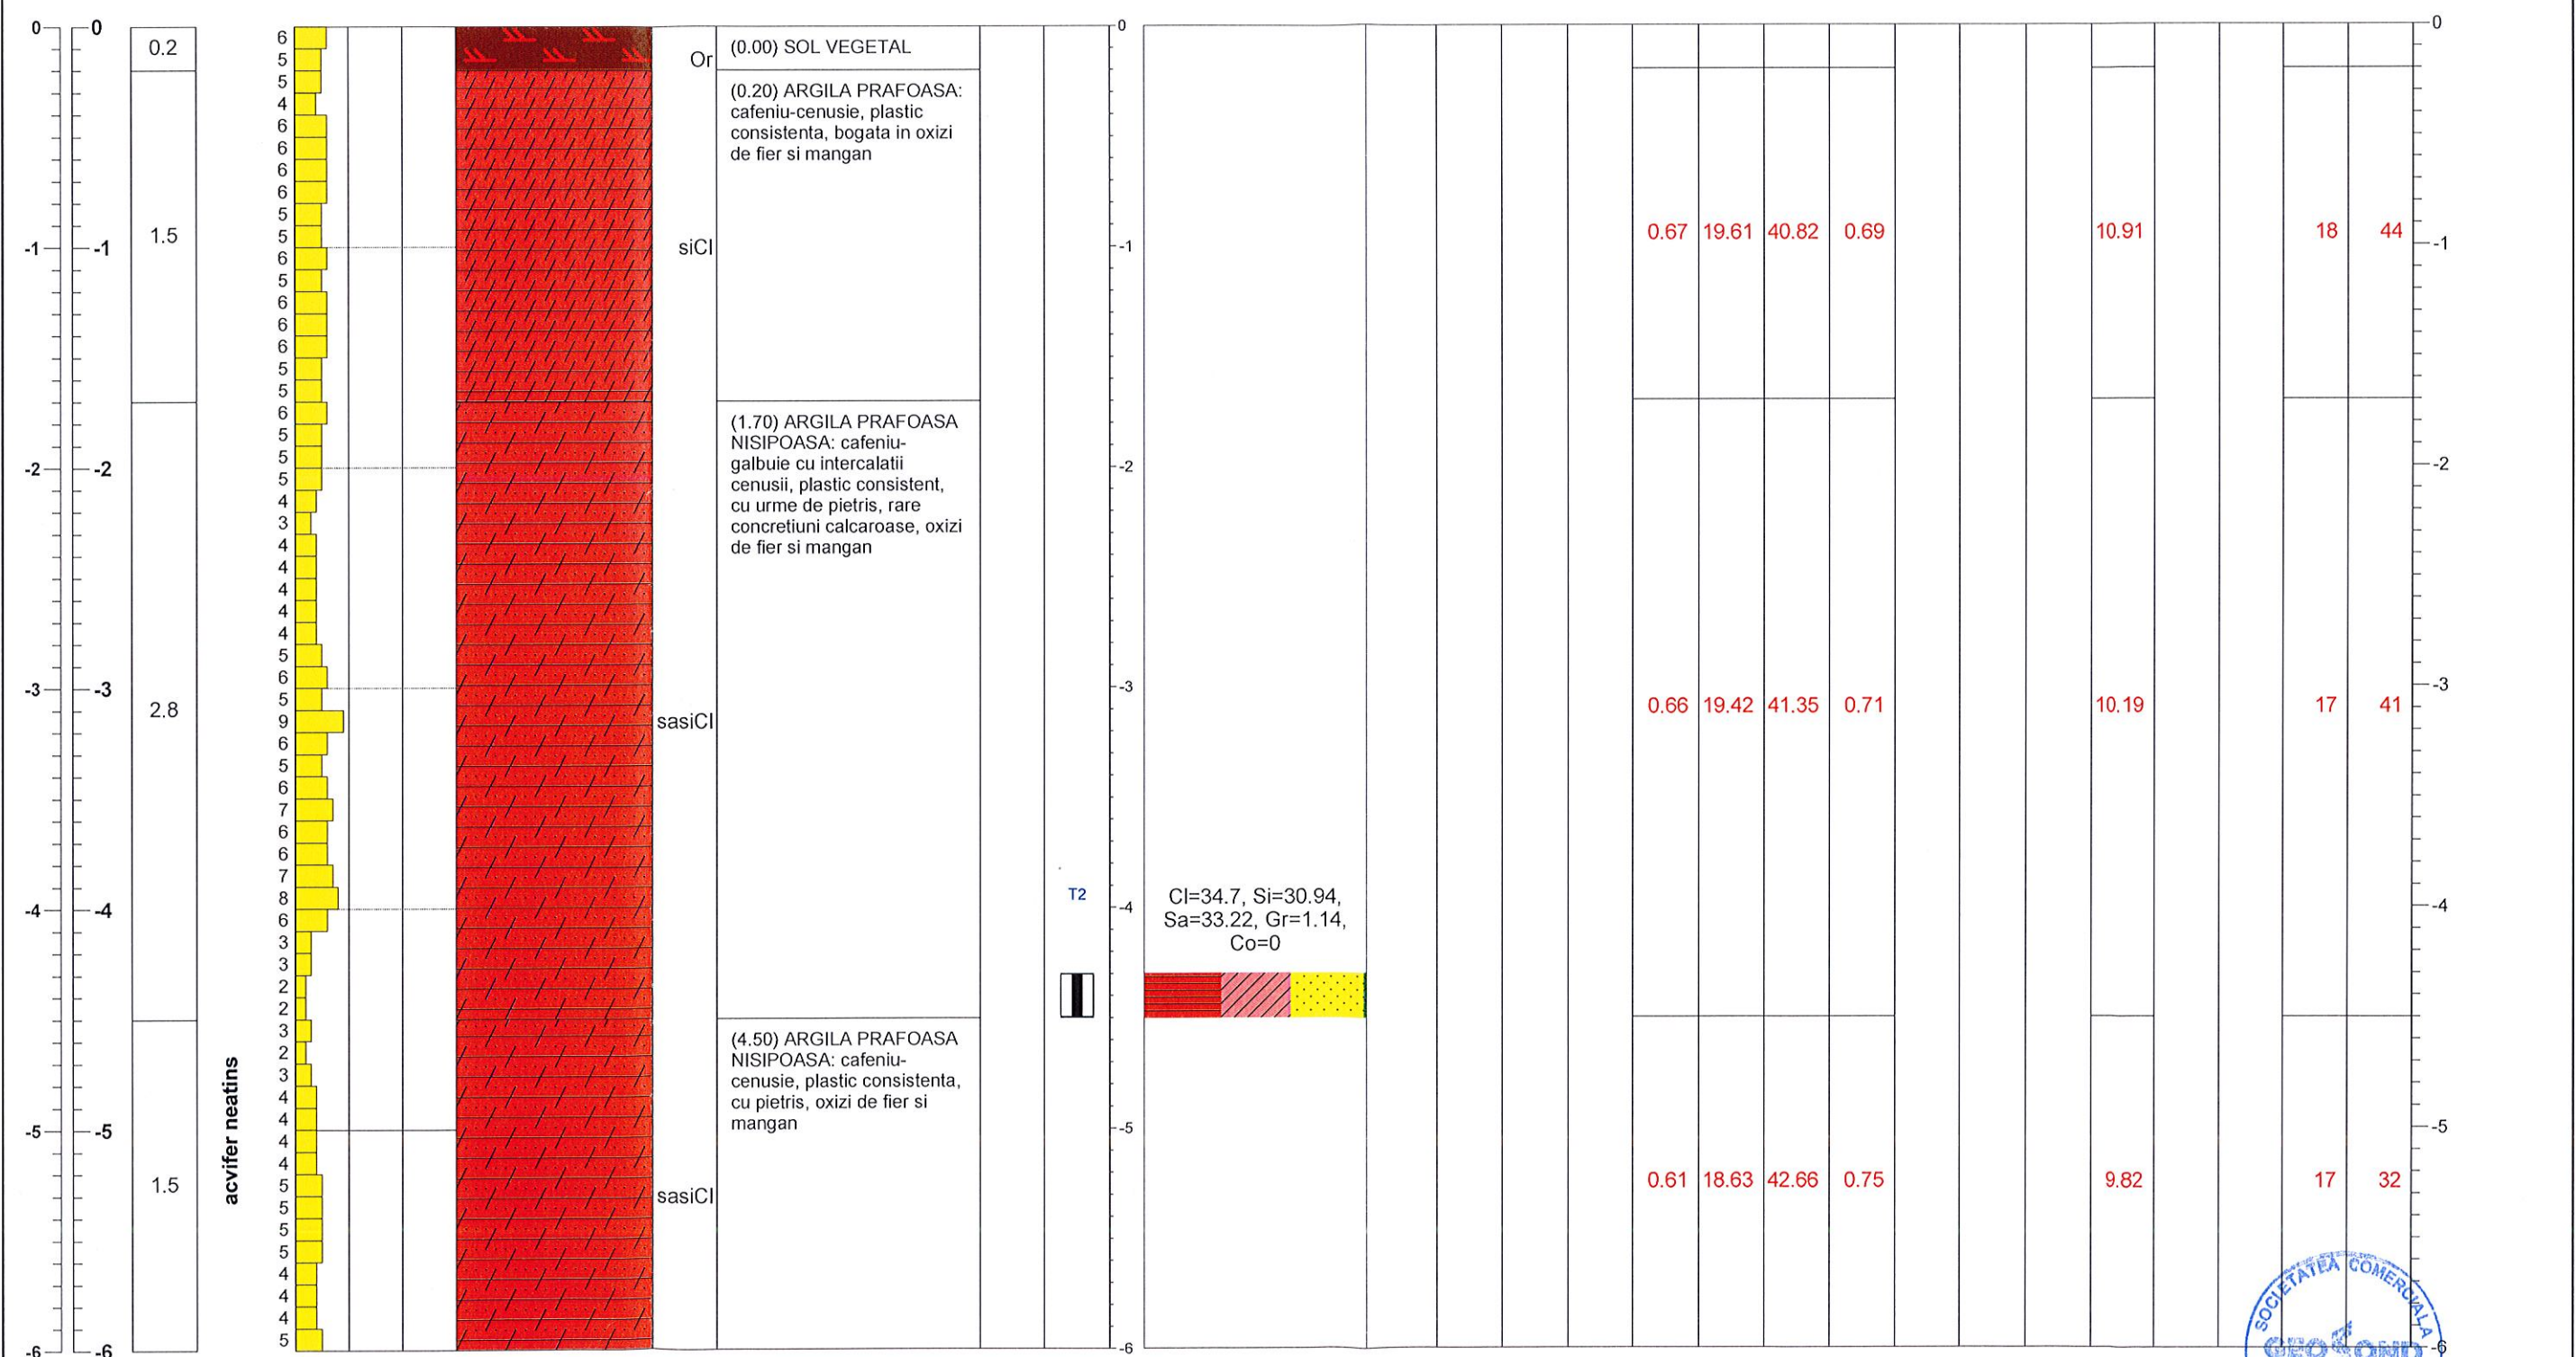 0 0 0 0
0.2
1.5
2.8
1.5
-1 -1 -1 -1
-2 -2 -2 -2
-3 -3 -3 -3
-4 -4 -4 -4
-5 -5 -5 -5
-6 -6 -6 -6
acvifer neatins
6
5
5
4
6
6
6
6
5
5
6
5
6
6
6
5
5
6
5
5
5
4
3
4
4
4
4
4
5
6
5
9
6
5
6
7
6
6
7
8
6
3
3
2
2
3
2
3
4
4
4
4
5
5
5
5
4
4
4
5
Or
siCl
sasiCl
sasiCl
(0.00) SOL VEGETAL
(0.20) ARGILA PRAFOASA:
cafeniu-cenusie, plastic
consistenta, bogata in oxizi
de fier si mangan
(1.70) ARGILA PRAFOASA
NISIPOASA: cafeniu-
galbuie cu intercalatii
cenusii, plastic consistent,
cu urme de pietris, rare
concretiuni calcaroase, oxizi
de fier si mangan
(4.50) ARGILA PRAFOASA
NISIPOASA: cafeniu-
cenusie, plastic consistenta,
cu pietris, oxizi de fier si
mangan
T2
Cl=34.7, Si=30.94,
Sa=33.22, Gr=1.14,
Co=0
0.67 19.61 40.82 0.69 10.91 18 44
0.66 19.42 41.35 0.71 10.19 17 41
0.61 18.63 42.66 0.75 9.82 17 32
SOCIETATEA COMERCIALA